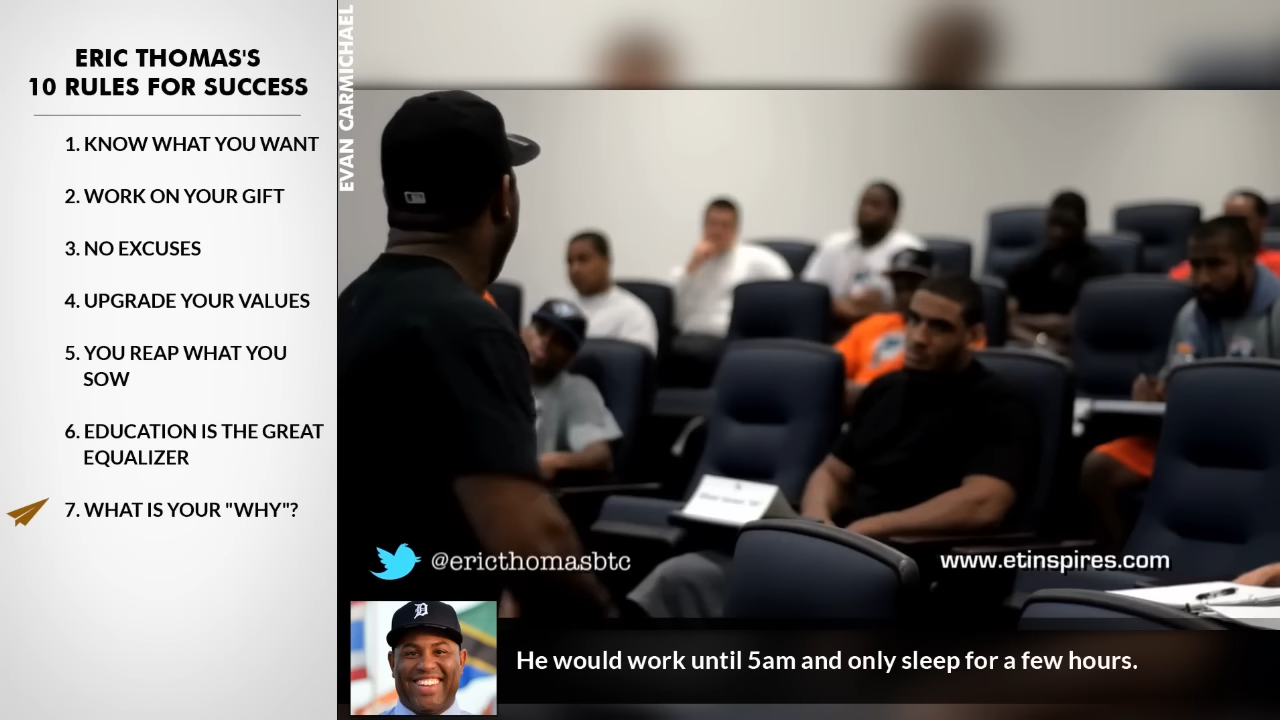 ERIC THOMAS'S
10 RULES FOR SUCCESS
1. KNOW WHAT YOU WANT
2. WORK ON YOUR GIFT
3. NO EXCUSES
4. UPGRADE YOUR VALUES
5. YOU REAP WHAT YOU
SOW
6. EDUCATION IS THE GREAT
EQUALIZER
7. WHAT IS YOUR "WHY"?
EVAN CARMICHAEL
@ericthomasbtc
www.etinspires.com
He would work until 5am and only sleep for a few hours.